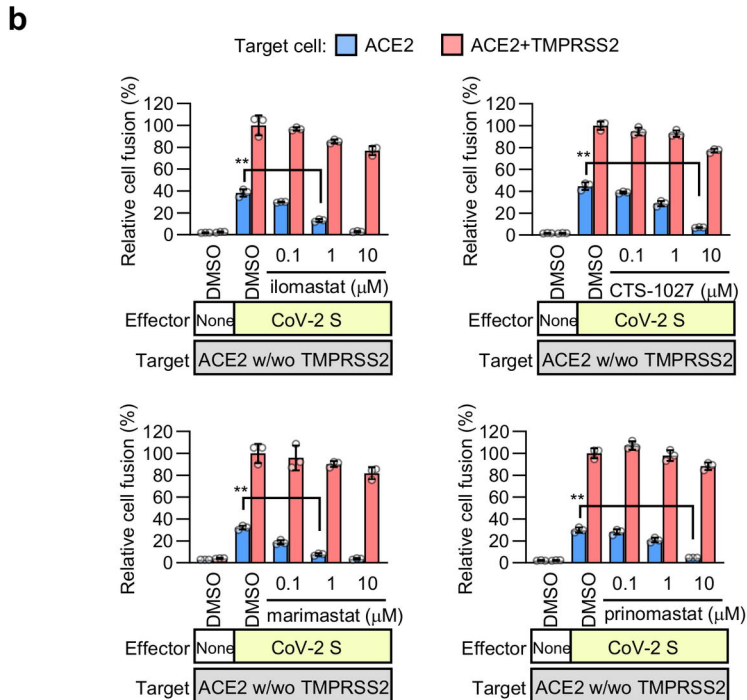 b
Target cell: ACE2 ACE2+TMPRSS2
Relative cell fusion (%)
120
100
80
60
40
20
0
**
DMSO
DMSO
0.1 1 10
ilomastat (μM)
Effector None CoV-2 S
Target ACE2 w/wo TMPRSS2
Relative cell fusion (%)
120
100
80
60
40
20
0
**
DMSO
DMSO
0.1 1 10
CTS-1027 (μM)
Effector None CoV-2 S
Target ACE2 w/wo TMPRSS2
Relative cell fusion (%)
120
100
80
60
40
20
0
**
DMSO
DMSO
0.1 1 10
marimastat (μM)
Effector None CoV-2 S
Target ACE2 w/wo TMPRSS2
Relative cell fusion (%)
120
100
80
60
40
20
0
**
DMSO
DMSO
0.1 1 10
prinomastat (μM)
Effector None CoV-2 S
Target ACE2 w/wo TMPRSS2